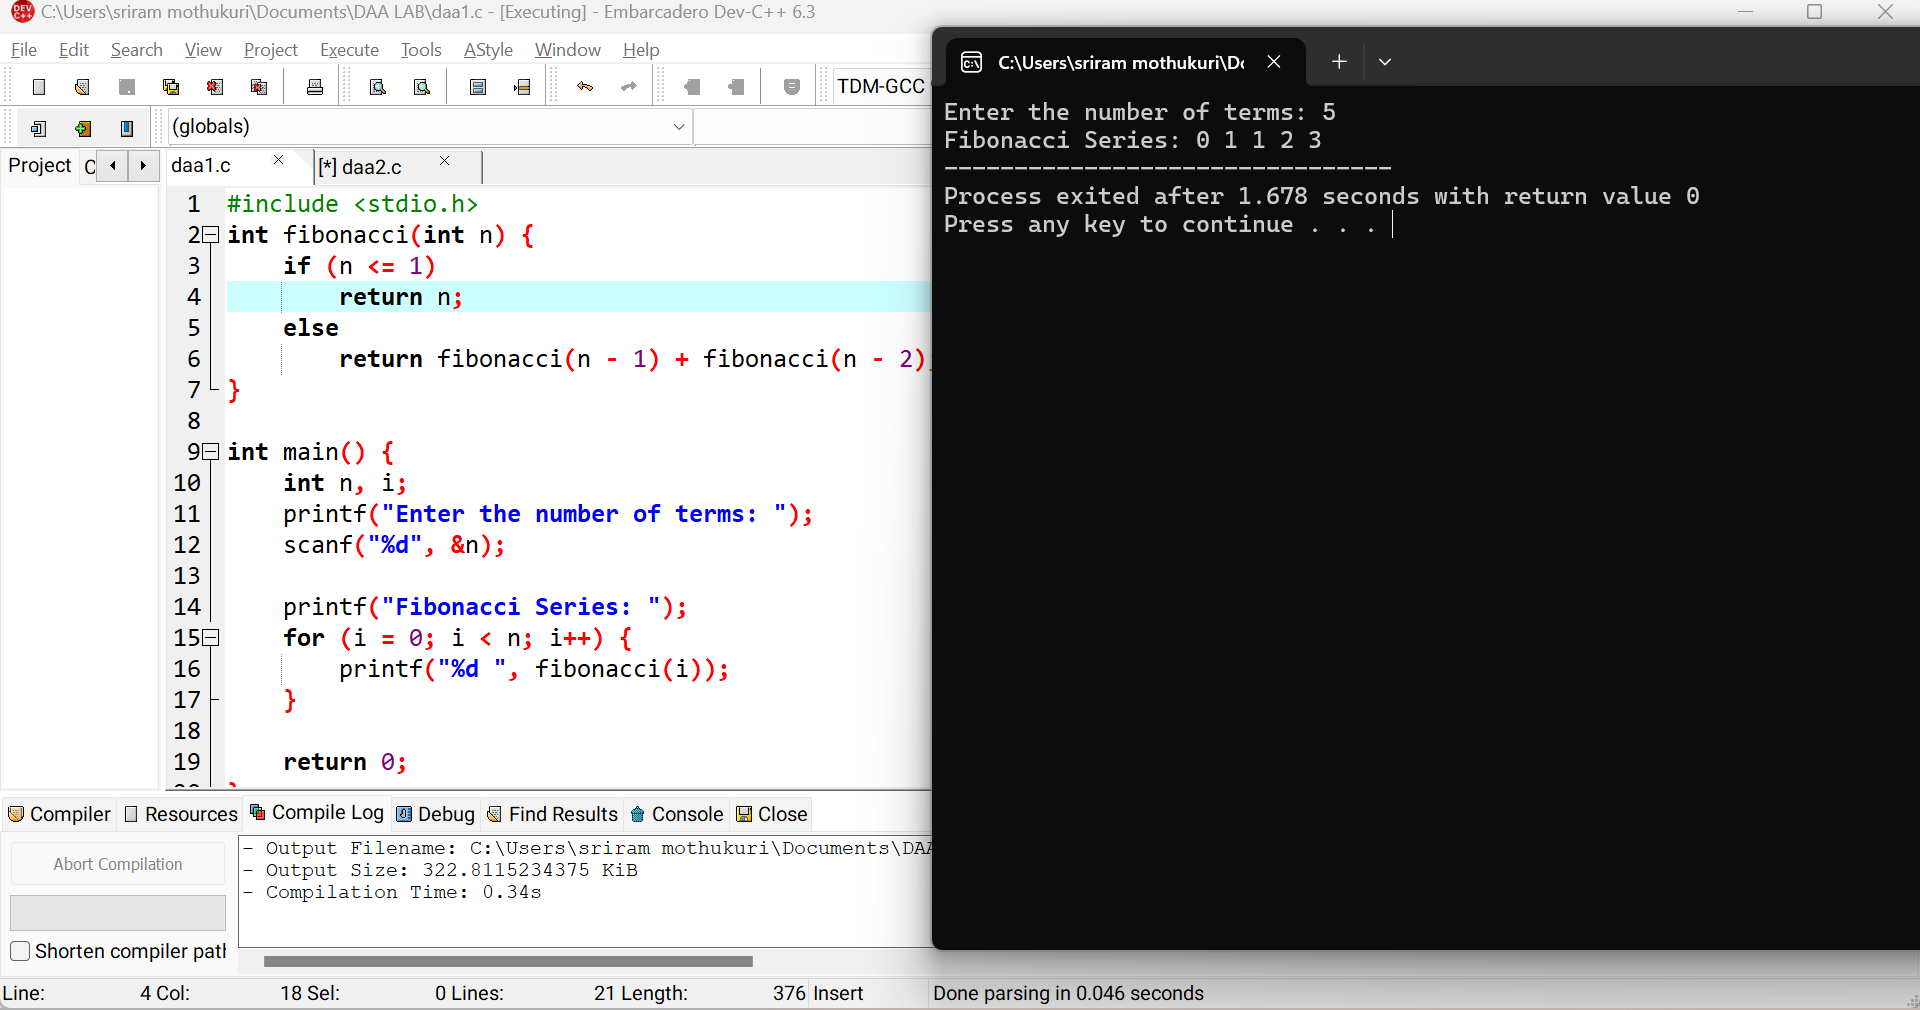 C:\Users\sriram mothukuri\Documents\DAA LAB\daa1.c - [Executing] - Embarcadero Dev-C++ 6.3
File Edit Search View Project Execute Tools AStyle Window Help
TDM-GCC
(globals)
Project
daa1.c
[*] daa2.c
1 #include <stdio.h>
2 int fibonacci(int n) {
3 if (n <= 1)
4 return n;
5 else
6 return fibonacci(n - 1) + fibonacci(n - 2);
7 }
8
9 int main() {
10 int n, i;
11 printf("Enter the number of terms: ");
12 scanf("%d", &n);
13
14 printf("Fibonacci Series: ");
15 for (i = 0; i < n; i++) {
16 printf("%d ", fibonacci(i));
17 }
18
19 return 0;
Compiler Resources Compile Log Debug Find Results Console Close
Abort Compilation
Shorten compiler path
- Output Filename: C:\Users\sriram mothukuri\Documents\DAA
- Output Size: 322.8115234375 KiB
- Compilation Time: 0.34s
Line: 4 Col: 18 Sel: 0 Lines: 21 Length: 376 Insert Done parsing in 0.046 seconds
C:\Users\sriram mothukuri\Do
Enter the number of terms: 5
Fibonacci Series: 0 1 1 2 3
--------------------------------
Process exited after 1.678 seconds with return value 0
Press any key to continue . . .